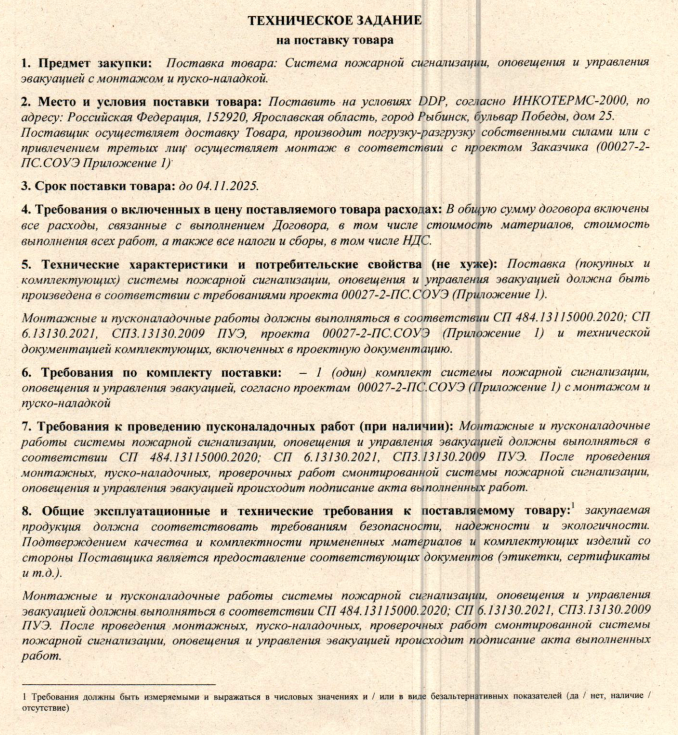 ТЕХНИЧЕСКОЕ ЗАДАНИЕ
на поставку товара
1. Предмет закупки: Поставка товара: Система пожарной сигнализации, оповещения и управления
эвакуацией с монтажом и пуско-наладкой.
2. Место и условия поставки товара: Поставить на условиях DDP, согласно ИНКОТЕРМС-2000, по
адресу: Российская Федерация, 152920, Ярославская область, город Рыбинск, бульвар Победы, дом 25.
Поставщик осуществляет доставку Товара, производит погрузку-разгрузку собственными силами или с
привлечением третьих лиц осуществляет монтаж в соответствии с проектом Заказчика (00027-2-
ПС.СОУЭ Приложение 1)
3. Срок поставки товара: до 04.11.2025.
4. Требования о включенных в цену поставляемого товара расходах: В общую сумму договора включены
все расходы, связанные с выполнением Договора, в том числе стоимость материалов, стоимость
выполнения всех работ, а также все налоги и сборы, в том числе НДС.
5. Технические характеристики и потребительские свойства (не хуже): Поставка (покупных и
комплектующих) системы пожарной сигнализации, оповещения и управления эвакуацией должна быть
произведена в соответствии с требованиями проекта 00027-2-ПС.СОУЭ (Приложение 1).
Монтажные и пусконаладочные работы должны выполняться в соответствии СП 484.13115000.2020; СП
6.13130.2021, СП3.13130.2009 ПУЭ, проекта 00027-2-ПС.СОУЭ (Приложение 1) и технической
документацией комплектующих, включенных в проектную документацию.
6. Требования по комплекту поставки: – 1 (один) комплект системы пожарной сигнализации,
оповещения и управления эвакуацией, согласно проектам 00027-2-ПС.СОУЭ (Приложение 1) с монтажом и
пуско-наладкой
7. Требования к проведению пусконаладочных работ (при наличии): Монтажные и пусконаладочные
работы системы пожарной сигнализации, оповещения и управления эвакуацией должны выполняться в
соответствии СП 484.13115000.2020; СП 6.13130.2021, СП3.13130.2009 ПУЭ. После проведения
монтажных, пуско-наладочных, проверочных работ смонтированной системы пожарной сигнализации,
оповещения и управления эвакуацией происходит подписание акта выполненных работ.
8. Общие эксплуатационные и технические требования к поставляемому товару:1 закупаемая
продукция должна соответствовать требованиям безопасности, надежности и экологичности.
Подтверждением качества и комплектности примененных материалов и комплектующих изделий со
стороны Поставщика является предоставление соответствующих документов (этикетки, сертификаты
и т.д.).
Монтажные и пусконаладочные работы системы пожарной сигнализации, оповещения и управления
эвакуацией должны выполняться в соответствии СП 484.13115000.2020; СП 6.13130.2021, СП3.13130.2009
ПУЭ. После проведения монтажных, пуско-наладочных, проверочных работ смонтированной системы
пожарной сигнализации, оповещения и управления эвакуацией происходит подписание акта выполненных
работ.
1 Требования должны быть измеряемыми и выражаться в числовых значениях и / или в виде безальтернативных показателей (да / нет, наличие /
отсутствие)